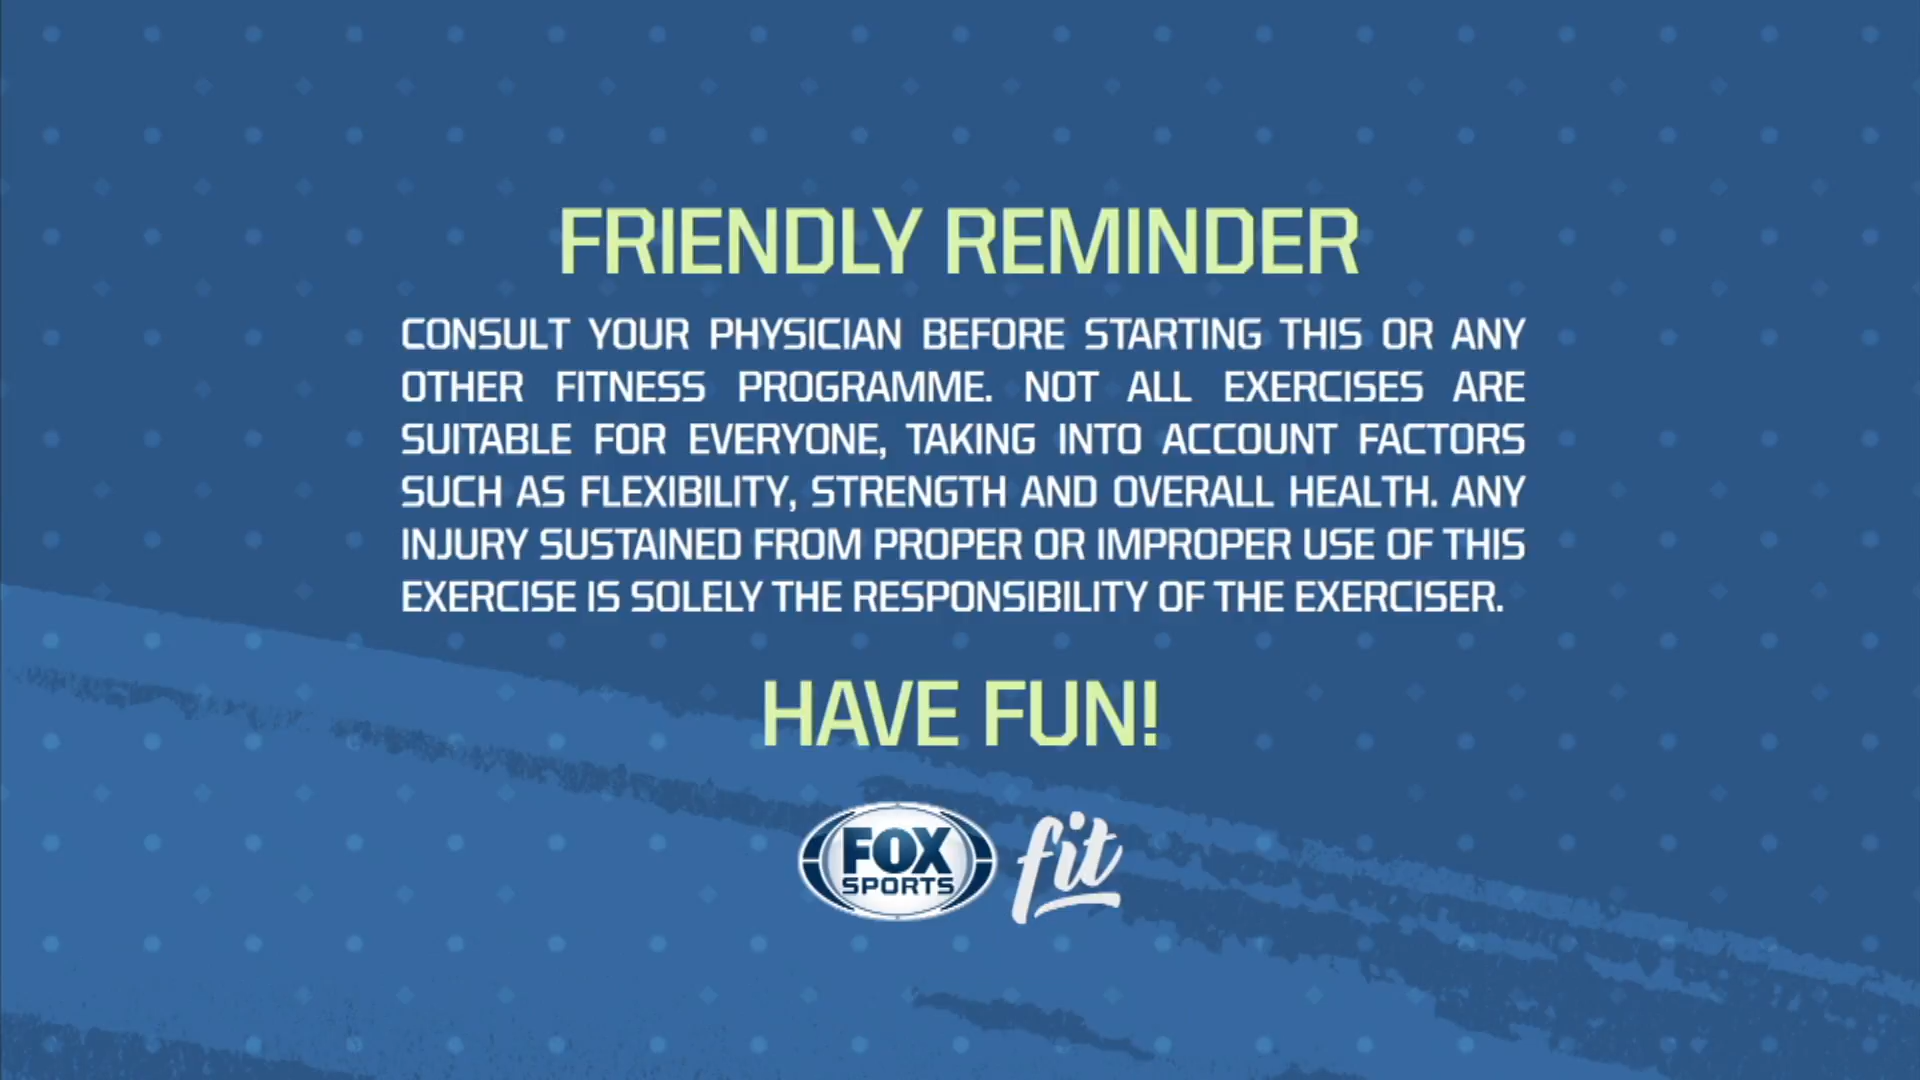 FRIENDLY REMINDER
CONSULT YOUR PHYSICIAN BEFORE STARTING THIS OR ANY
OTHER FITNESS PROGRAMME. NOT ALL EXERCISES ARE
SUITABLE FOR EVERYONE, TAKING INTO ACCOUNT FACTORS
SUCH AS FLEXIBILITY, STRENGTH AND OVERALL HEALTH. ANY
INJURY SUSTAINED FROM PROPER OR IMPROPER USE OF THIS
EXERCISE IS SOLELY THE RESPONSIBILITY OF THE EXERCISER.
HAVE FUN!
FOX
SPORTS
fit